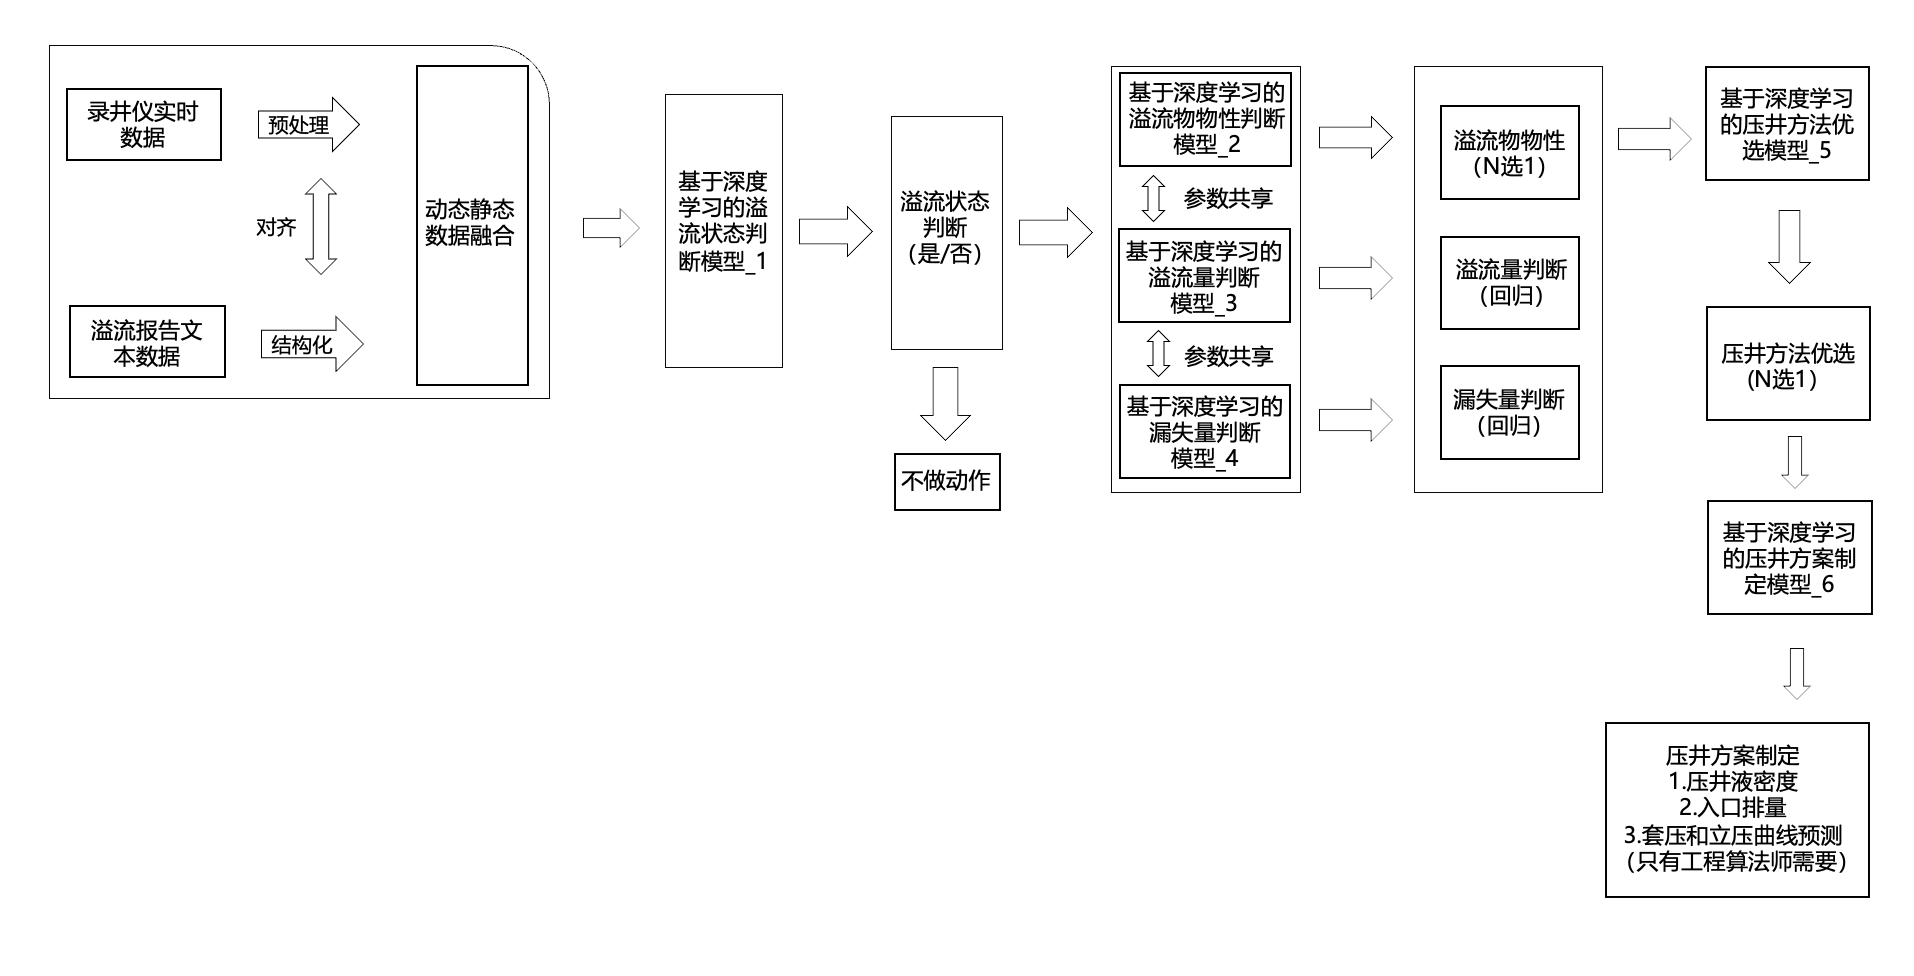 录井仪实时
数据
预处理
对齐
溢流报告文
本数据
结构化
动态静态
数据融合
基于深度
学习的溢
流状态判
断模型_1
溢流状态
判断
（是/否）
不做动作
基于深度学习的
溢流物物性判断
模型_2
参数共享
基于深度学习的
溢流量判断
模型_3
参数共享
基于深度学习的
漏失量判断
模型_4
溢流物物性
（N选1）
溢流量判断
（回归）
漏失量判断
（回归）
基于深度学习
的压井方法优
选模型_5
压井方法优选
(N选1）
基于深度学习
的压井方案制
定模型_6
压井方案制定
1.压井液密度
2.入口排量
3.套压和立压曲线预测
（只有工程算法师需要）